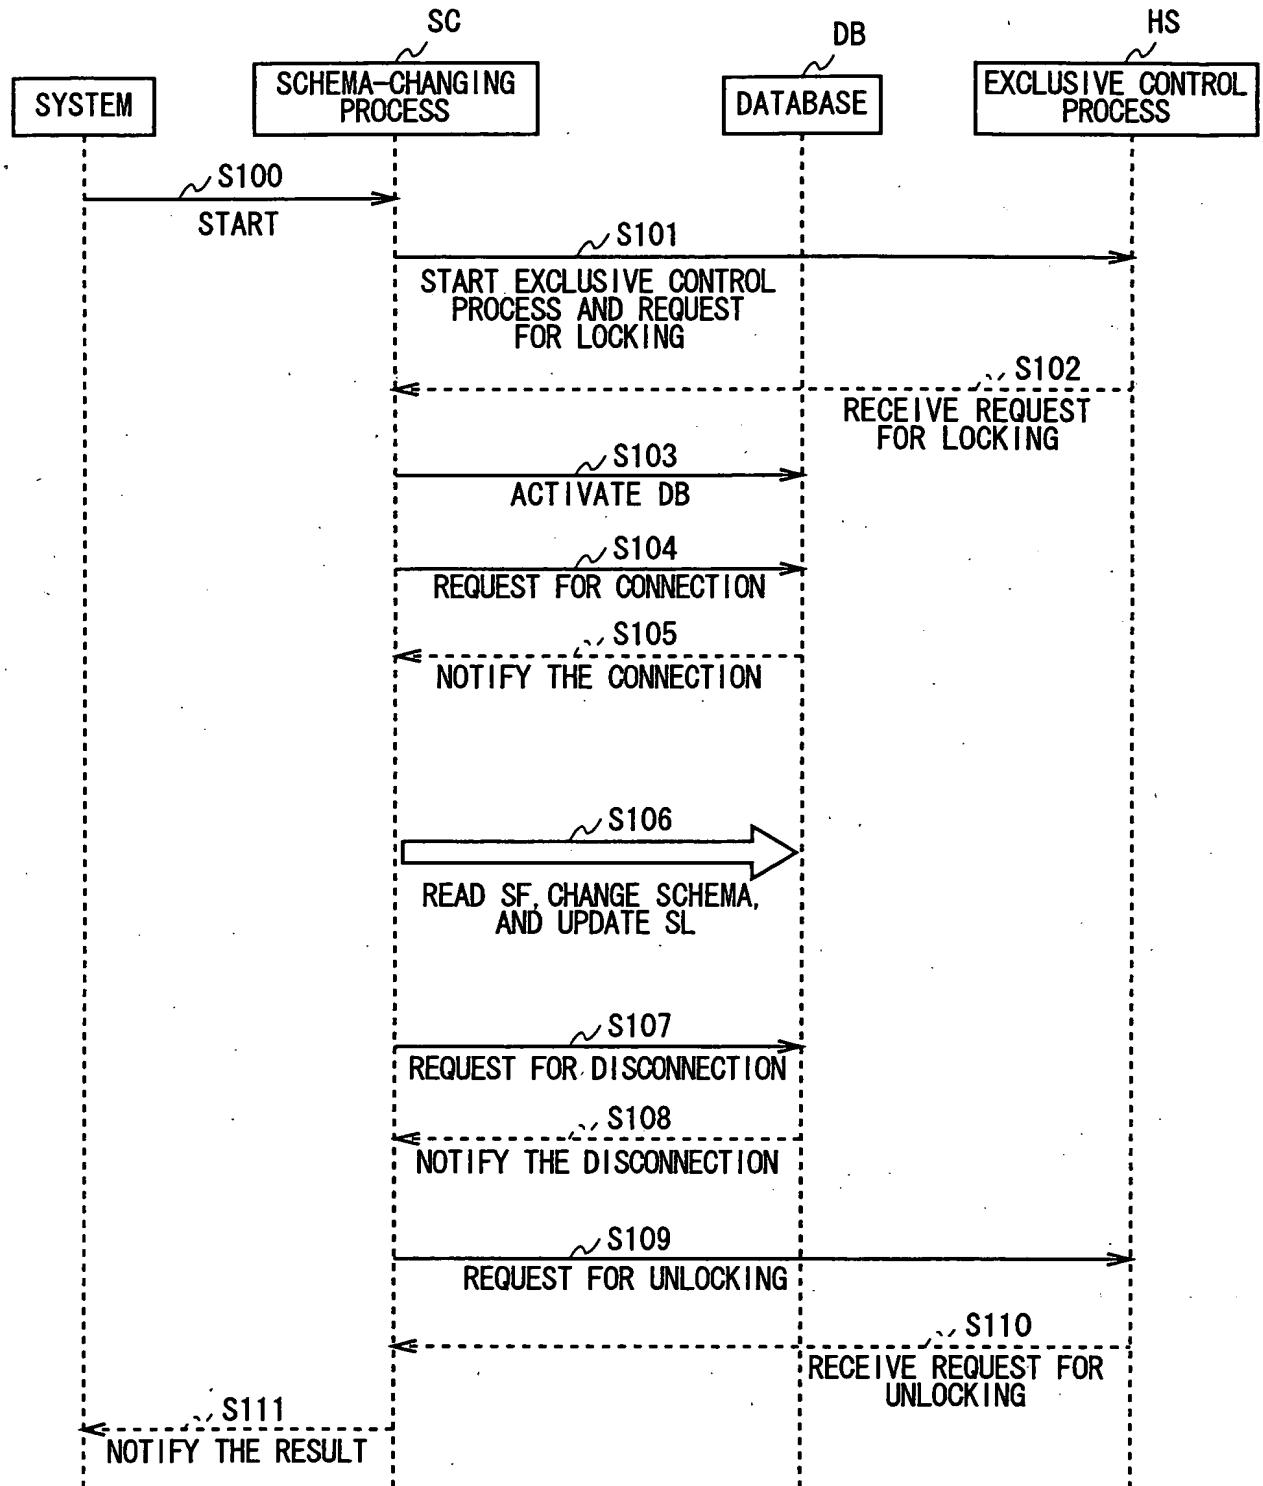 SC
DB
HS
SYSTEM
SCHEMA-CHANGING
PROCESS
DATABASE
EXCLUSIVE CONTROL
PROCESS
S100
START
S101
START EXCLUSIVE CONTROL
PROCESS AND REQUEST
FOR LOCKING
S102
RECEIVE REQUEST
FOR LOCKING
S103
ACTIVATE DB
S104
REQUEST FOR CONNECTION
S105
NOTIFY THE CONNECTION
S106
READ SF, CHANGE SCHEMA,
AND UPDATE SL
S107
REQUEST FOR DISCONNECTION
S108
NOTIFY THE DISCONNECTION
S109
REQUEST FOR UNLOCKING
S110
RECEIVE REQUEST FOR
UNLOCKING
S111
NOTIFY THE RESULT